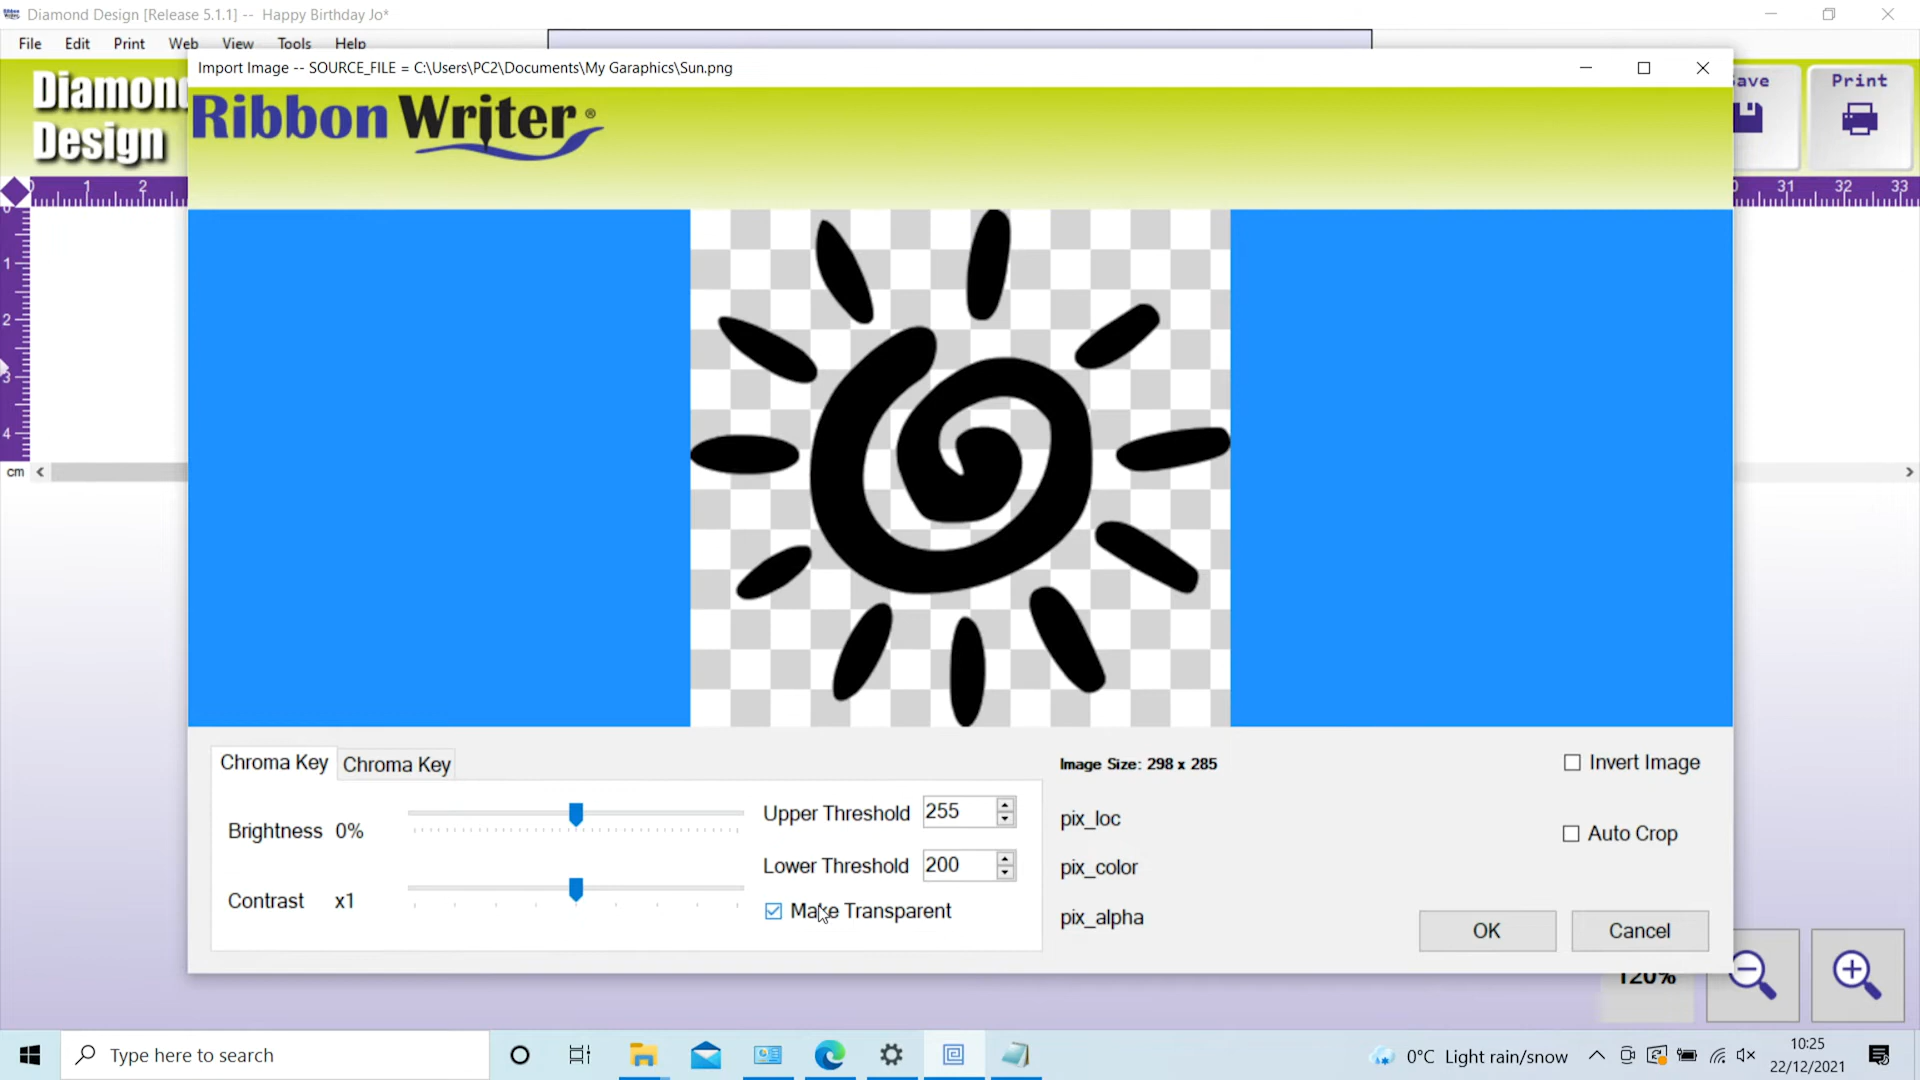 Diamond Design [Release 5.1.1] -- Happy Birthday Jo*
File Edit Print Web View Tools Help
Import Image -- SOURCE_FILE = C:\Users\PC2\Documents\My Garaphics\Sun.png
Diamond
Design
Ribbon Writer ®
ave
Print
0 1 2
31 32 33
0
1
2
3
4
cm
Chroma Key Chroma Key
Brightness 0%
Contrast x1
Upper Threshold 255
Lower Threshold 200
Make Transparent
Image Size: 298 x 285
pix_loc
pix_color
pix_alpha
Invert Image
Auto Crop
OK Cancel
120%
Type here to search
0°C Light rain/snow
10:25
22/12/2021